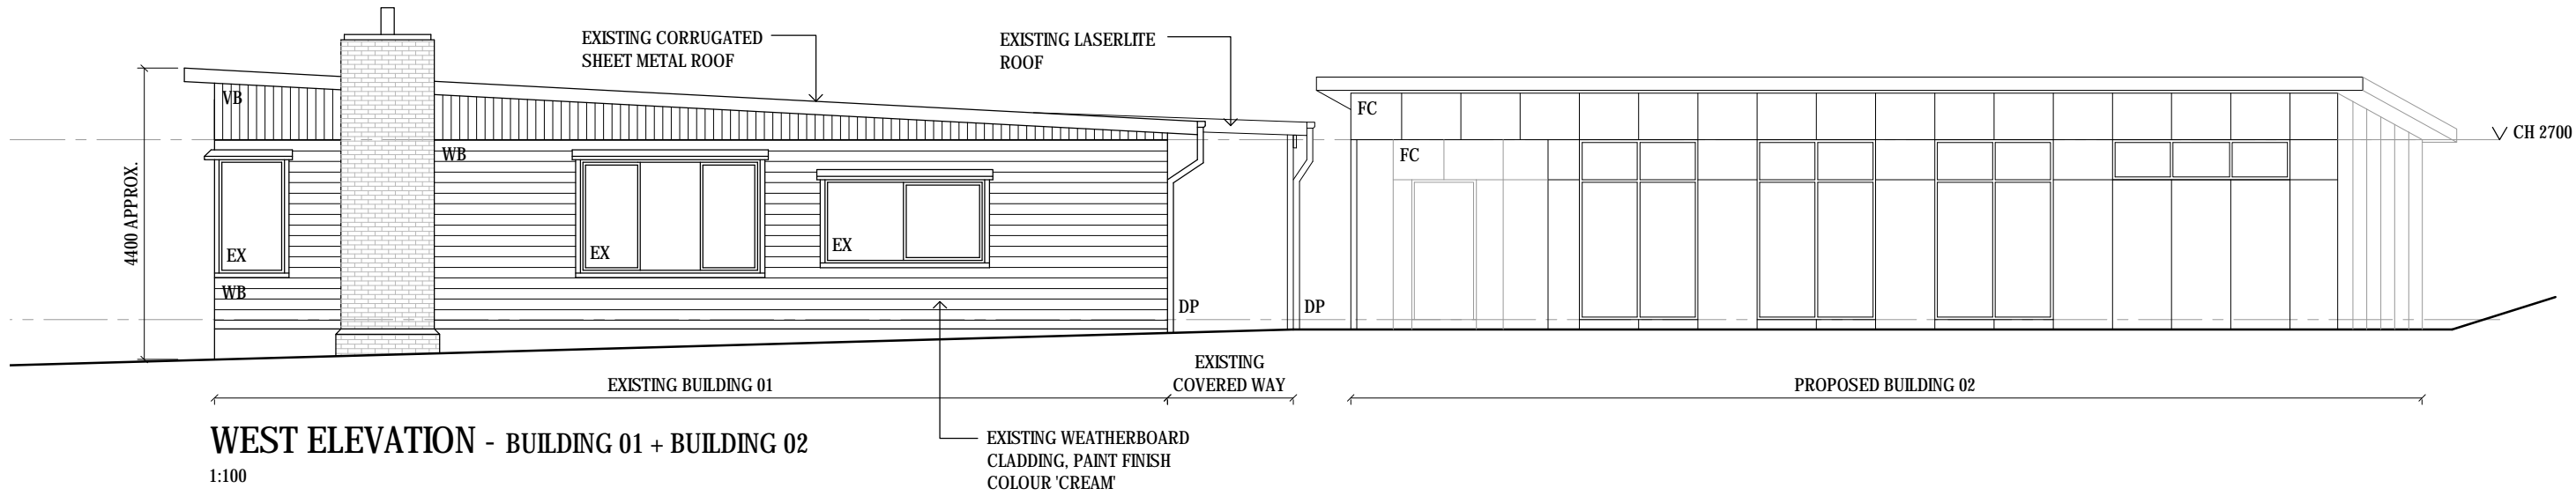 EXISTING CORRUGATED
SHEET METAL ROOF
EXISTING LASERLITE
ROOF
VB
FC
CH 2700
WB
FC
4400 APPROX.
EX
EX
EX
WB
DP
DP
EXISTING BUILDING 01
EXISTING
COVERED WAY
PROPOSED BUILDING 02
WEST ELEVATION - BUILDING 01 + BUILDING 02
1:100
EXISTING WEATHERBOARD
CLADDING, PAINT FINISH
COLOUR 'CREAM'